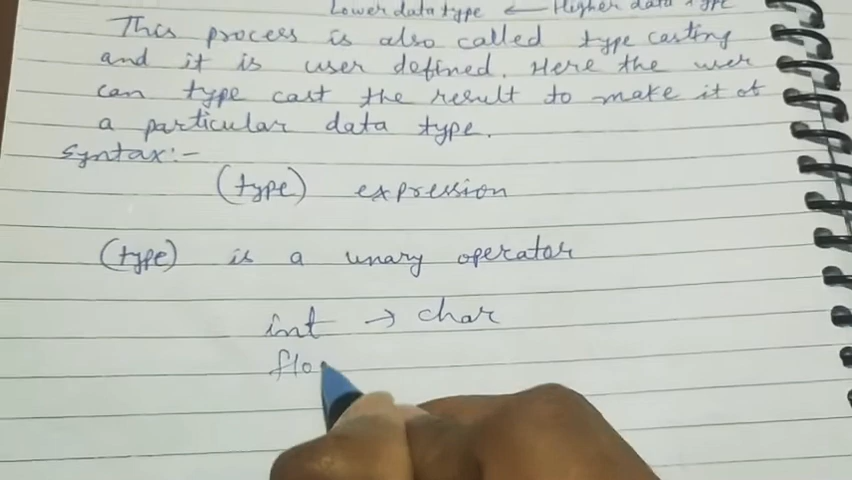 Lower data type ← Higher data type
This process is also called type casting
and it is user defined. Here the user
can type cast the result to make it of
a particular data type.
Syntax:-
(type) expression
(type) is a unary operator
int → char
flo